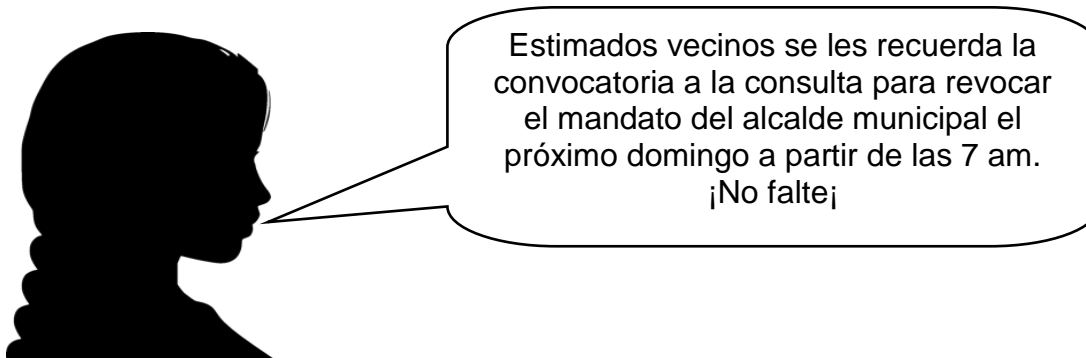 Estimados vecinos se les recuerda la
convocatoria a la consulta para revocar
el mandato del alcalde municipal el
próximo domingo a partir de las 7 am.
¡No falte¡